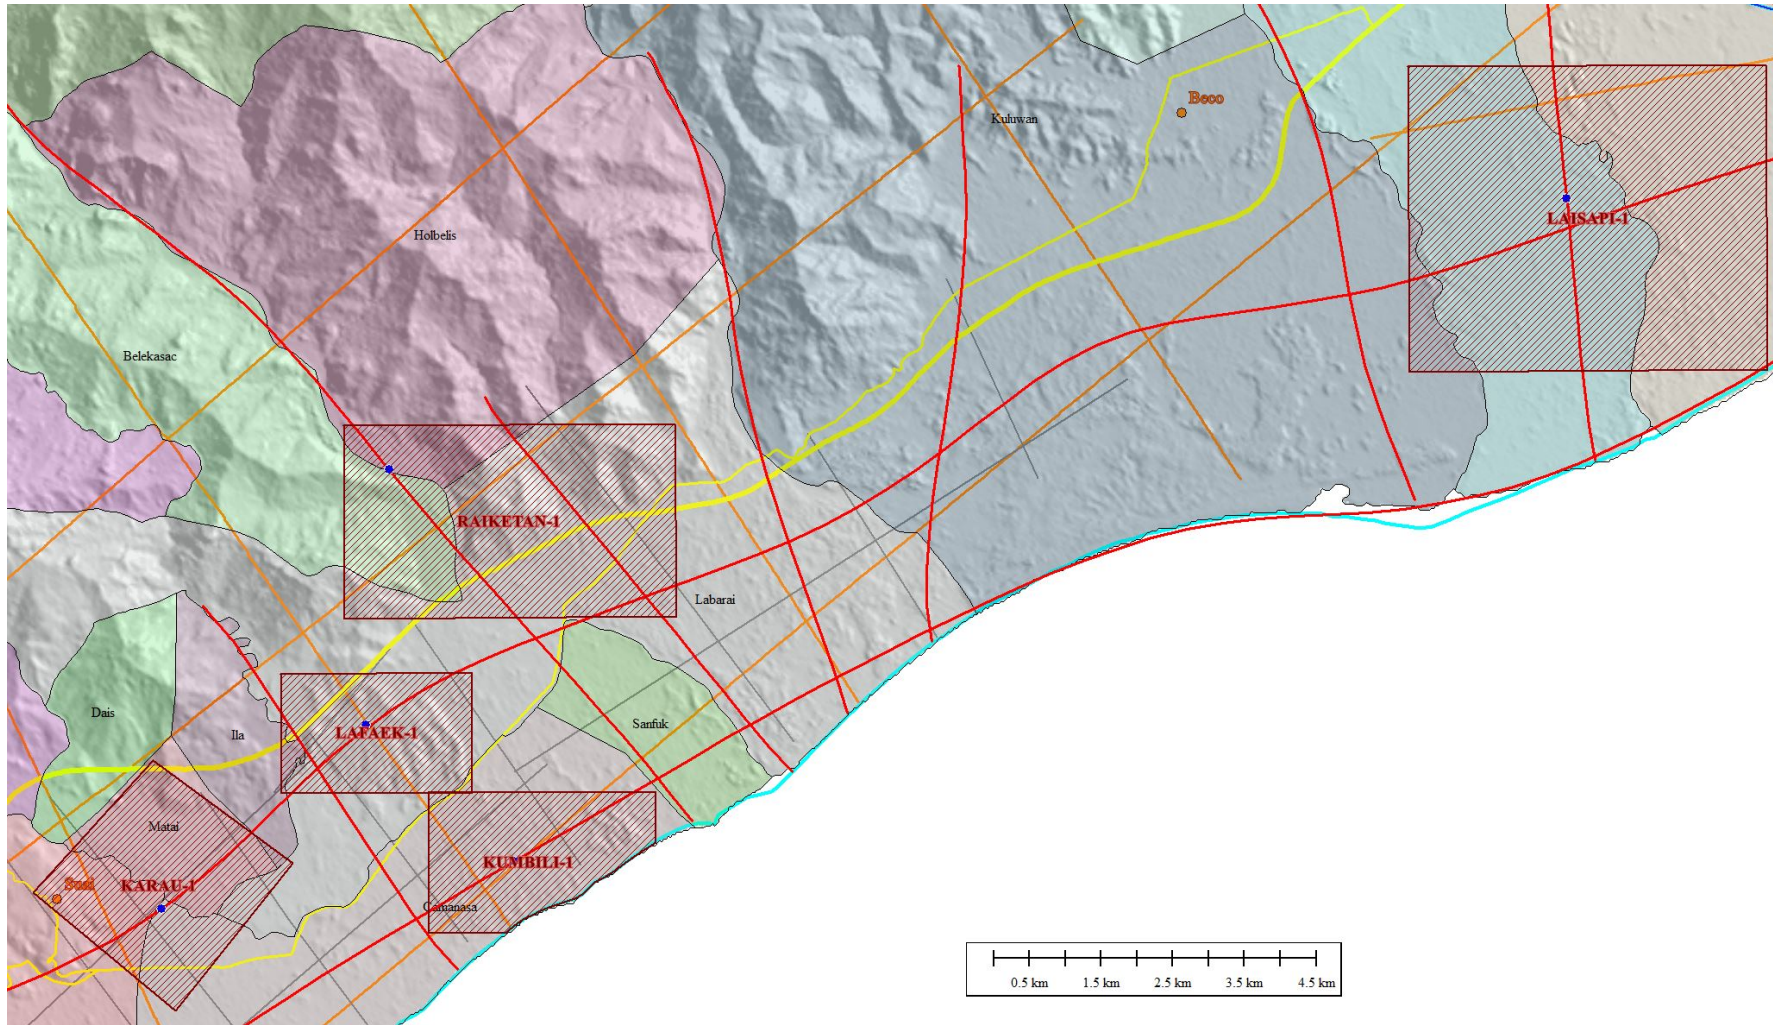 Beco
Kuluwan
LAISAPI-1
Holbelis
Belekasac
RAIKETAN-1
Labarai
Dais
Ila
LAFAEK-1
Sanfuk
Matai
KUMBILI-1
Suai
KARAU-1
Camanasa
0.5 km 1.5 km 2.5 km 3.5 km 4.5 km